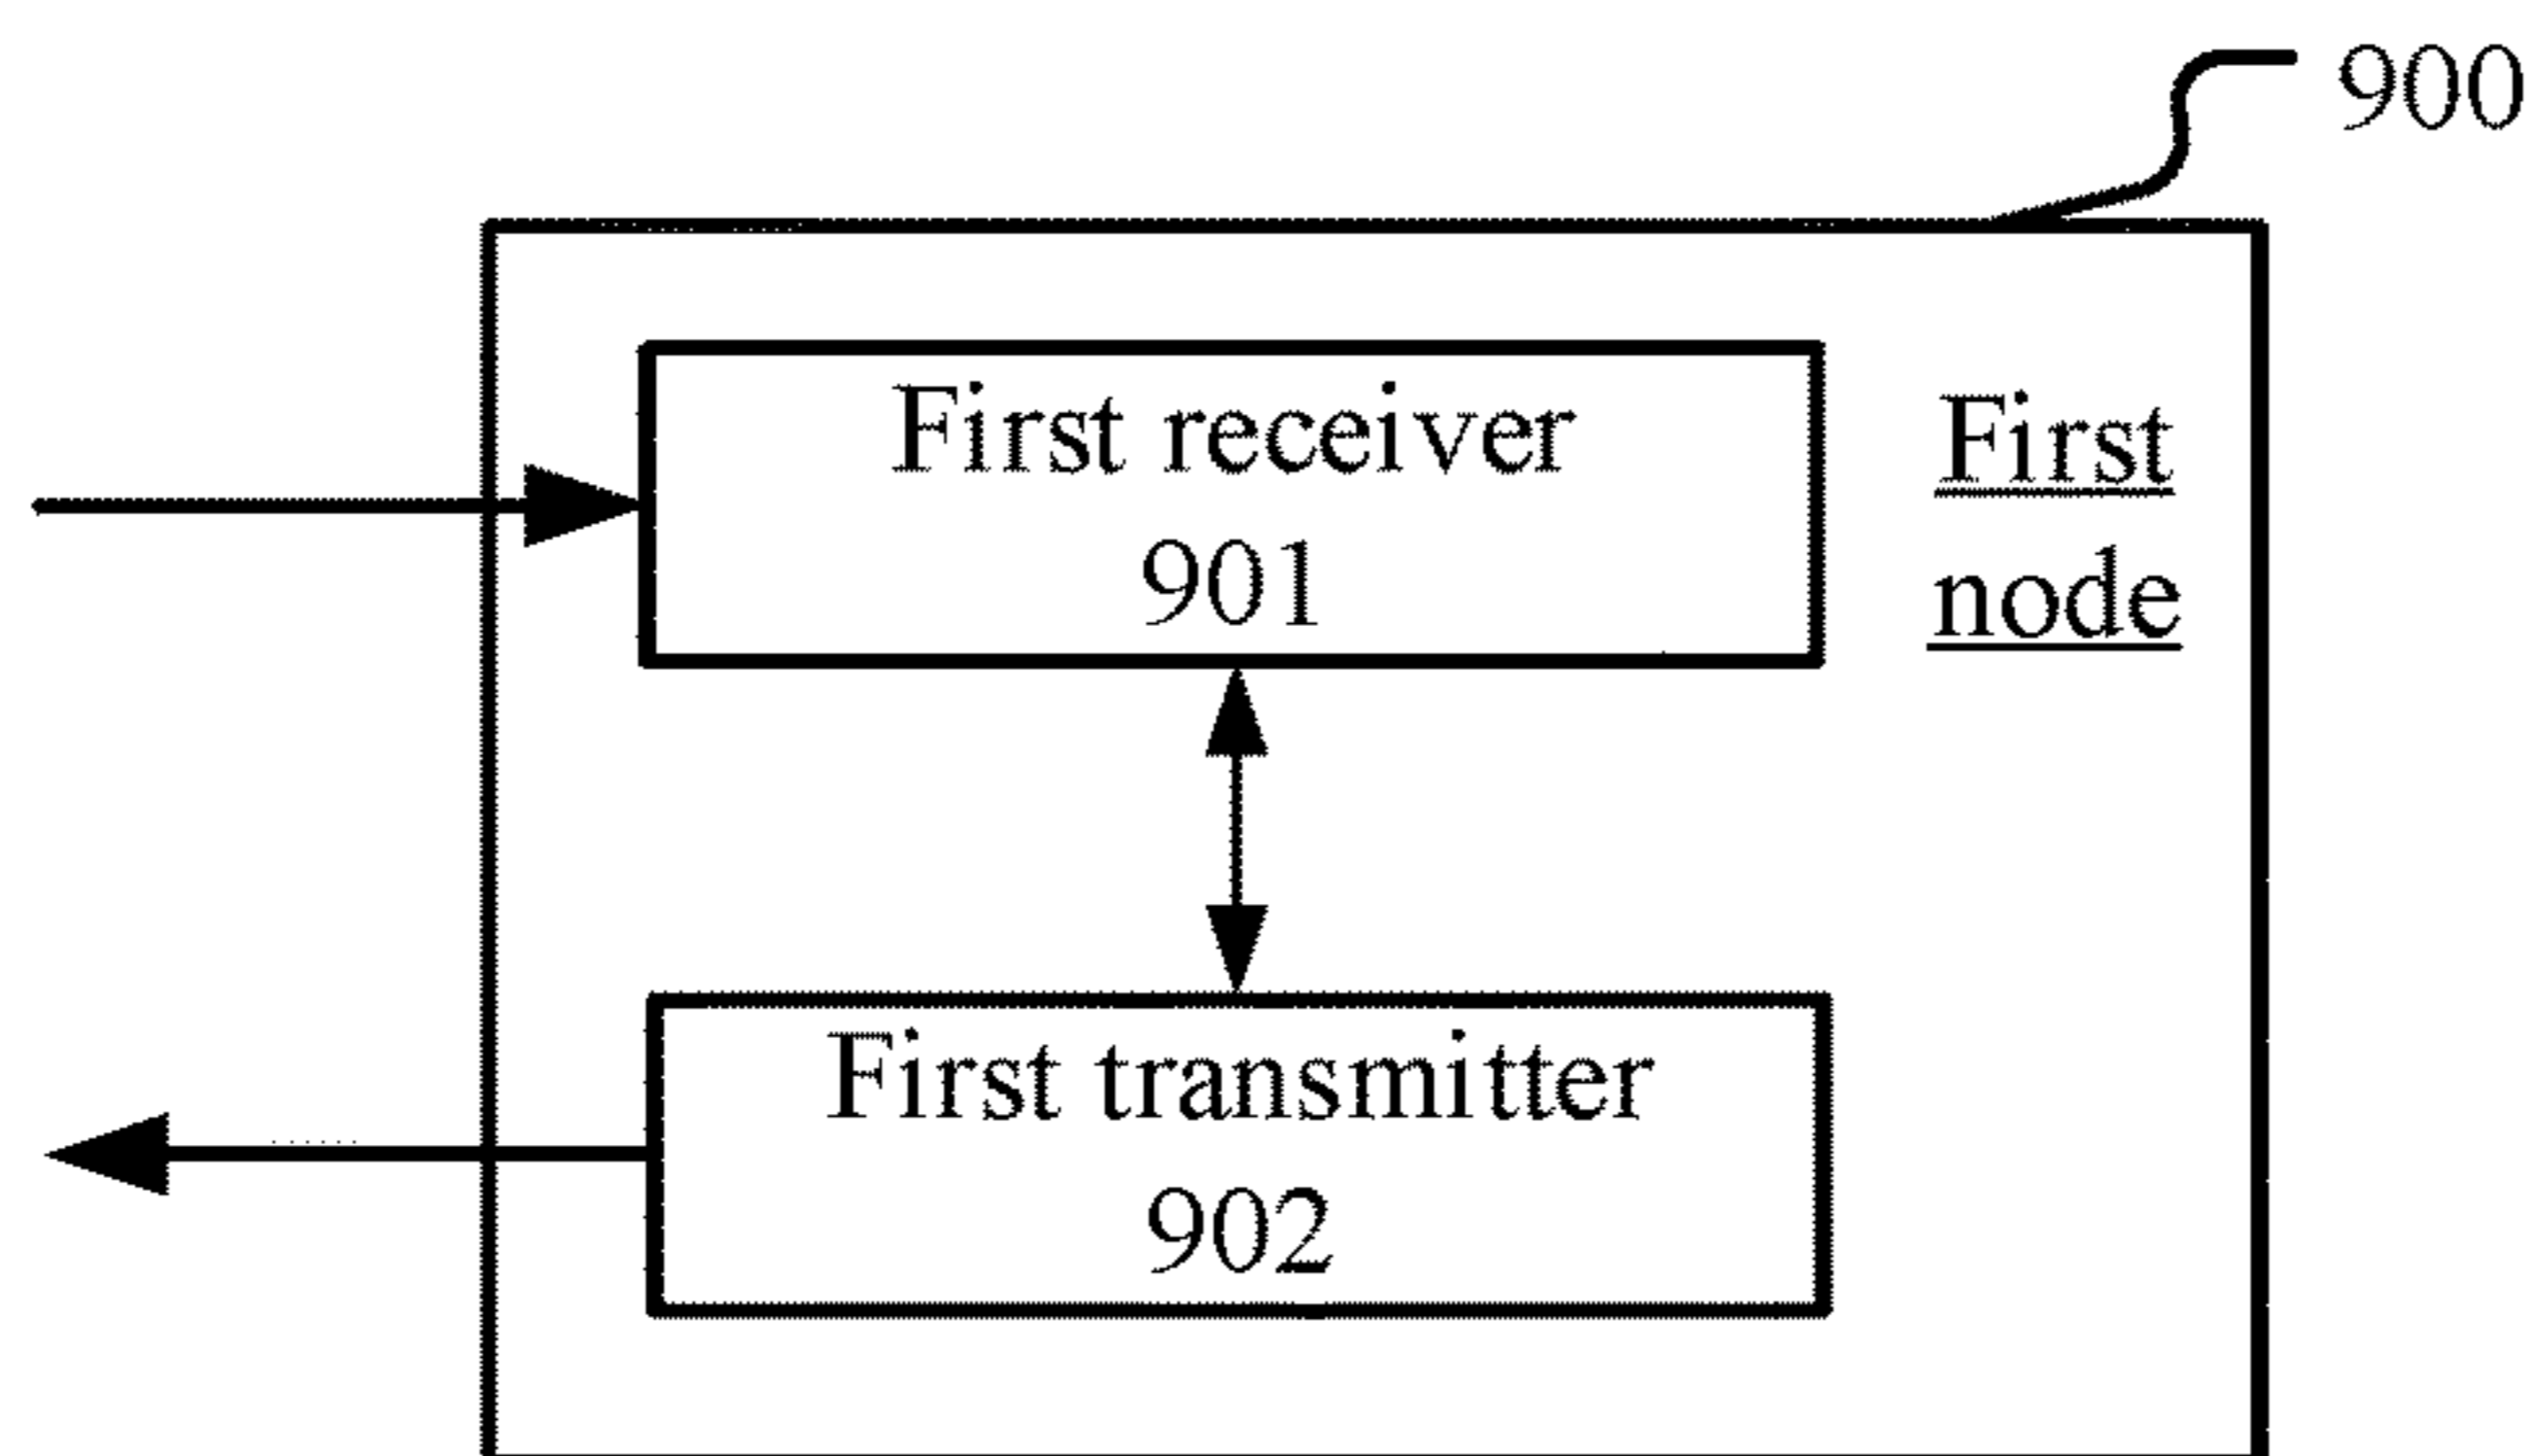 900
First receiver
901
First
node
First transmitter
902